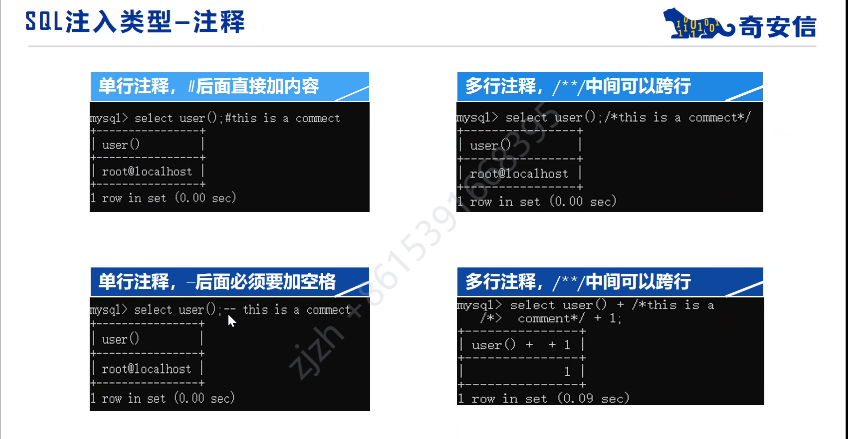 SQL注入类型-注释
奇安信
单行注释，#后面直接加内容
mysql> select user();#this is a commect
+----------------+
| user()         |
+----------------+
| root@localhost |
+----------------+
1 row in set (0.00 sec)
多行注释，/**/中间可以跨行
mysql> select user();/*this is a commect*/
+----------------+
| user()         |
+----------------+
| root@localhost |
+----------------+
1 row in set (0.00 sec)
单行注释，-后面必须要加空格
mysql> select user();-- this is a commect
+----------------+
| user()         |
+----------------+
| root@localhost |
+----------------+
1 row in set (0.00 sec)
多行注释，/**/中间可以跨行
mysql> select user() + /*this is a
/*>  comment*/ + 1;
+----------------+
| user() +  + 1 |
+----------------+
|             1 |
+----------------+
1 row in set (0.09 sec)
zjzh +8615391668395